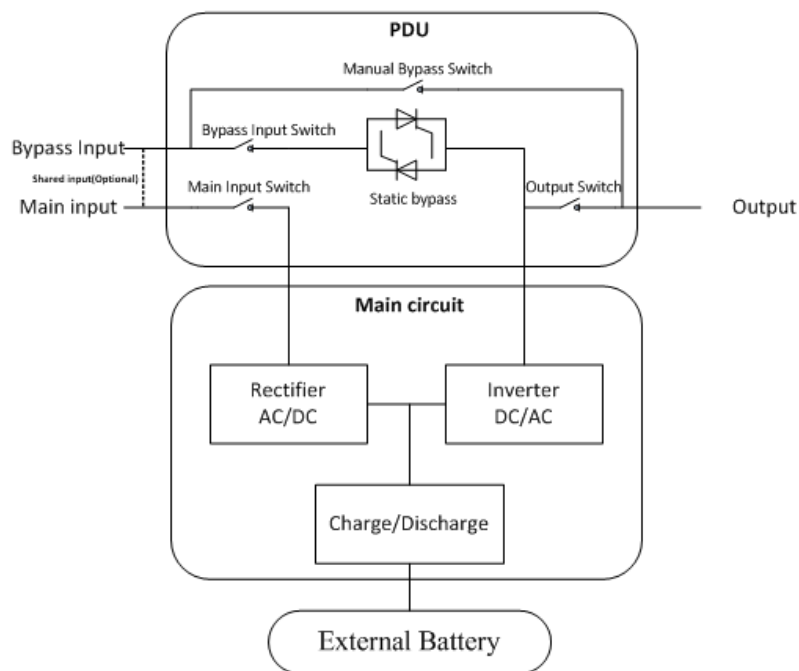 PDU
Manual Bypass Switch
Bypass Input Switch
Bypass Input
Shared input(Optional)
Main Input Switch
Static bypass
Output Switch
Main input
Output
Main circuit
Rectifier
AC/DC
Inverter
DC/AC
Charge/Discharge
External Battery